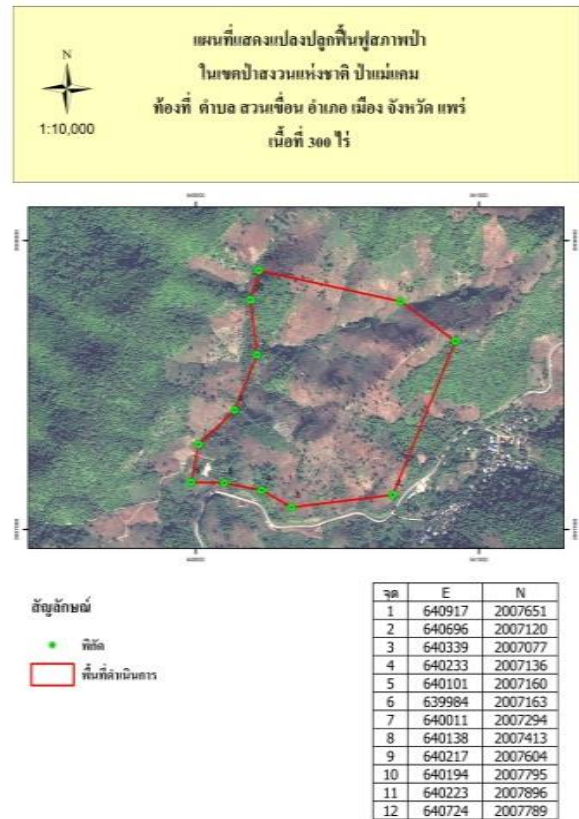 แผนที่แสดงแปลงปลูกฟื้นฟูสภาพป่า
ในเขตป่าสงวนแห่งชาติ ป่าแม่แคม
ท้องที่ ตำบล สวนเขื่อน อำเภอ เมือง จังหวัด แพร่
เนื้อที่ 300 ไร่
N
1:10,000
สัญลักษณ์
พิกัด
พื้นที่ดำเนินการ
จุด E N
1 640917 2007651
2 640696 2007120
3 640339 2007077
4 640233 2007136
5 640101 2007160
6 639984 2007163
7 640011 2007294
8 640138 2007413
9 640217 2007604
10 640194 2007795
11 640223 2007896
12 640724 2007789